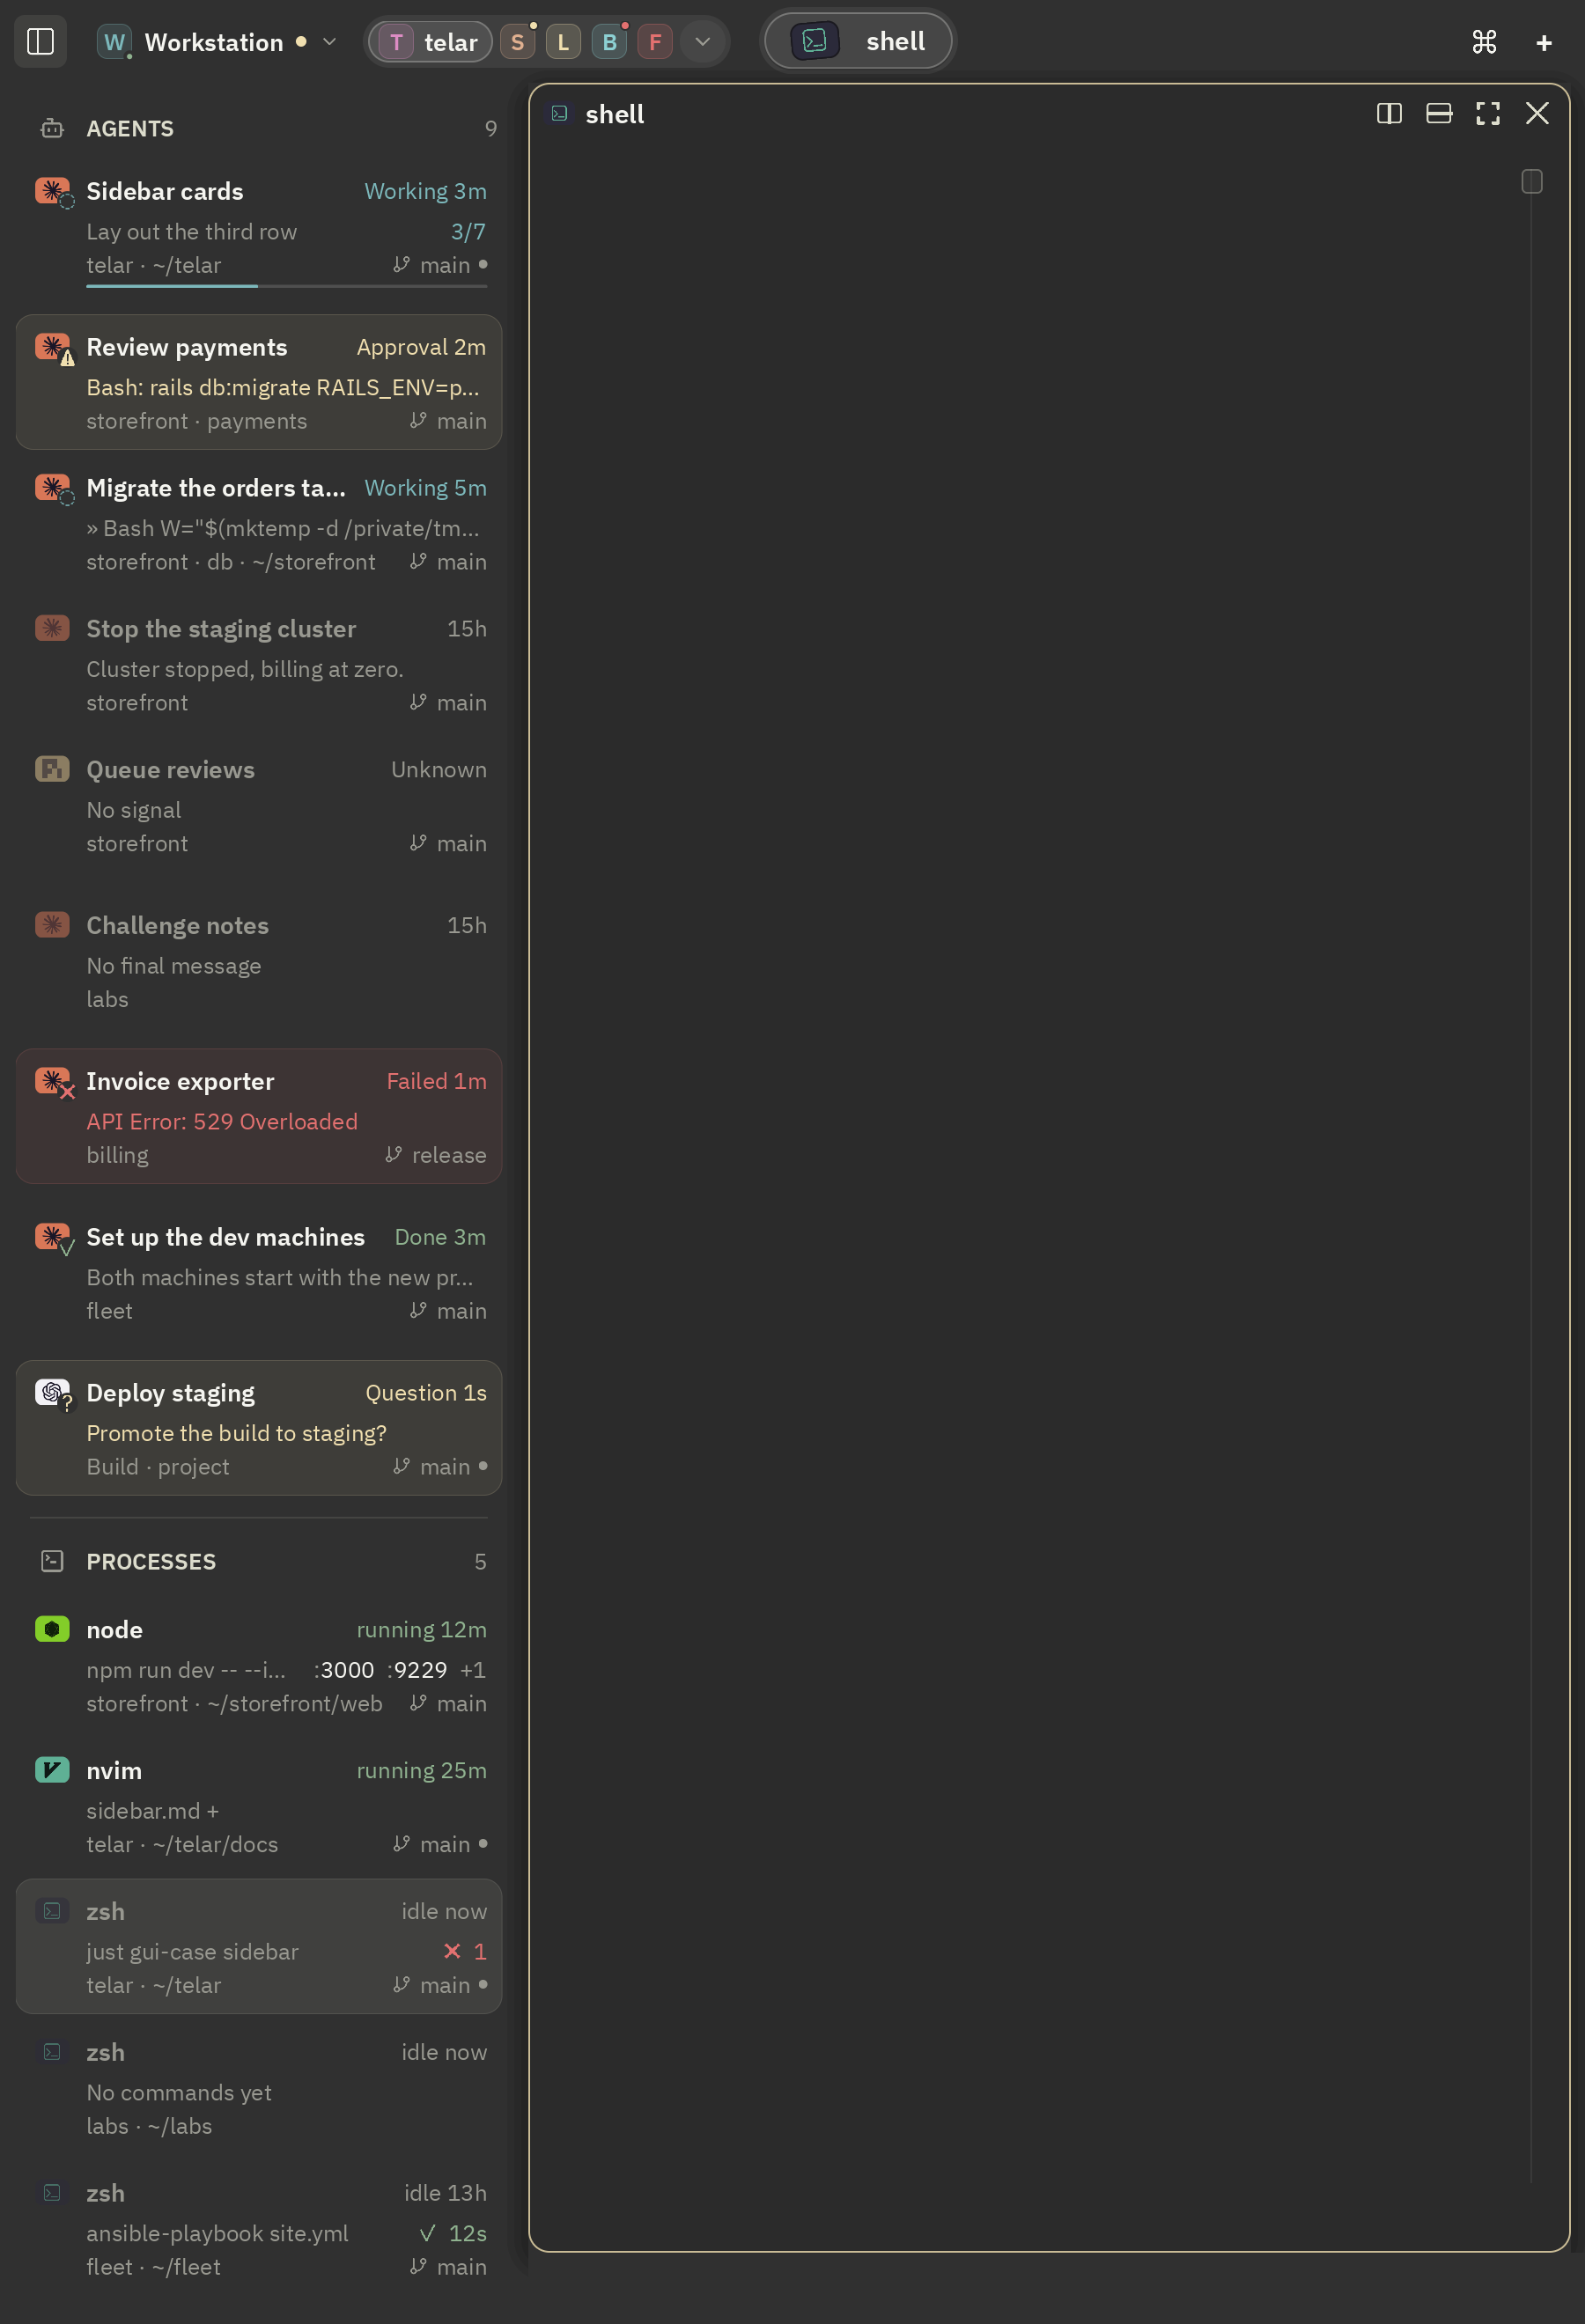 W Workstation
T telar S L B F
shell
+
AGENTS 9
Sidebar cards Working 3m
Lay out the third row 3/7
telar · ~/telar main
Review payments Approval 2m
Bash: rails db:migrate RAILS_ENV=p...
storefront · payments main
Migrate the orders ta... Working 5m
» Bash W="$(mktemp -d /private/tm...
storefront · db · ~/storefront main
Stop the staging cluster 15h
Cluster stopped, billing at zero.
storefront main
Queue reviews Unknown
No signal
storefront main
Challenge notes 15h
No final message
labs
Invoice exporter Failed 1m
API Error: 529 Overloaded
billing release
Set up the dev machines Done 3m
Both machines start with the new pr...
fleet main
Deploy staging Question 1s
Promote the build to staging?
Build · project main
PROCESSES 5
node running 12m
npm run dev -- --i... :3000 :9229 +1
storefront · ~/storefront/web main
nvim running 25m
sidebar.md +
telar · ~/telar/docs main
zsh idle now
just gui-case sidebar ✕ 1
telar · ~/telar main
zsh idle now
No commands yet
labs · ~/labs
zsh idle 13h
ansible-playbook site.yml ✓ 12s
fleet · ~/fleet main
shell